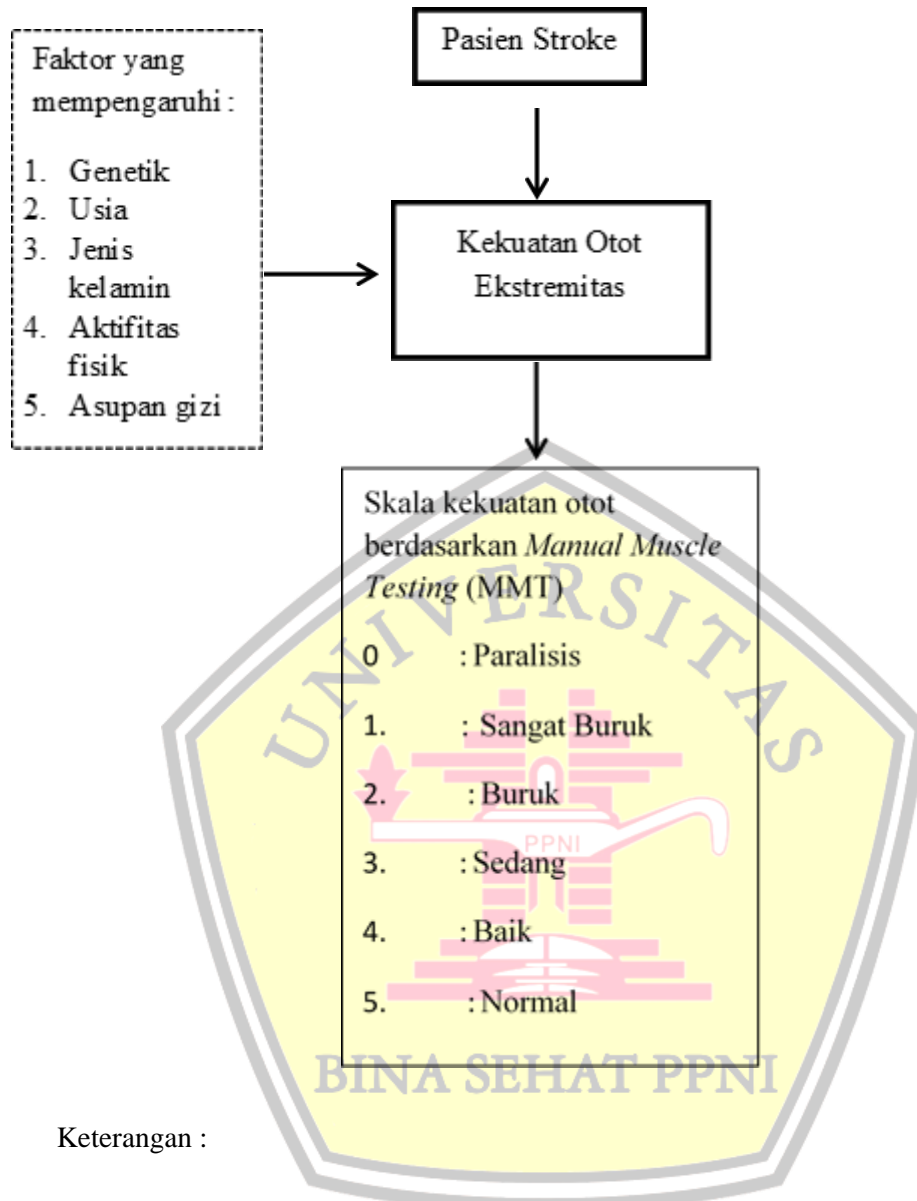 Pasien Stroke
Faktor yang
mempengaruhi :
1. Genetik
2. Usia
3. Jenis
kelamin
4. Aktifitas
fisik
5. Asupan gizi
Kekuatan Otot
Ekstremitas
Skala kekuatan otot
berdasarkan Manual Muscle
Testing (MMT)
0 : Paralisis
1. : Sangat Buruk
2. : Buruk
3. : Sedang
4. : Baik
5. : Normal
UNIVERSITAS
PPNI
BINA SEHAT PPNI
Keterangan :